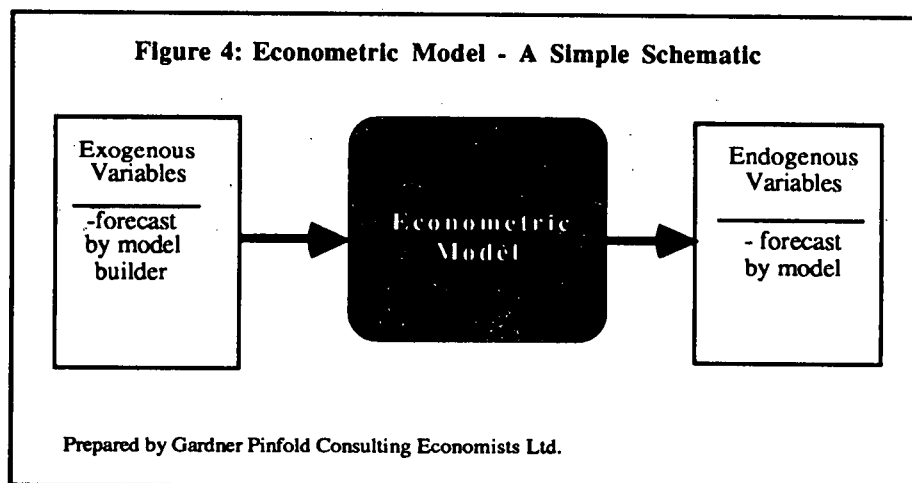 Figure 4: Econometric Model - A Simple Schematic
Exogenous
Variables
-forecast
by model
builder
Econometric
Model
Endogenous
Variables
- forecast
by model
Prepared by Gardner Pinfold Consulting Economists Ltd.